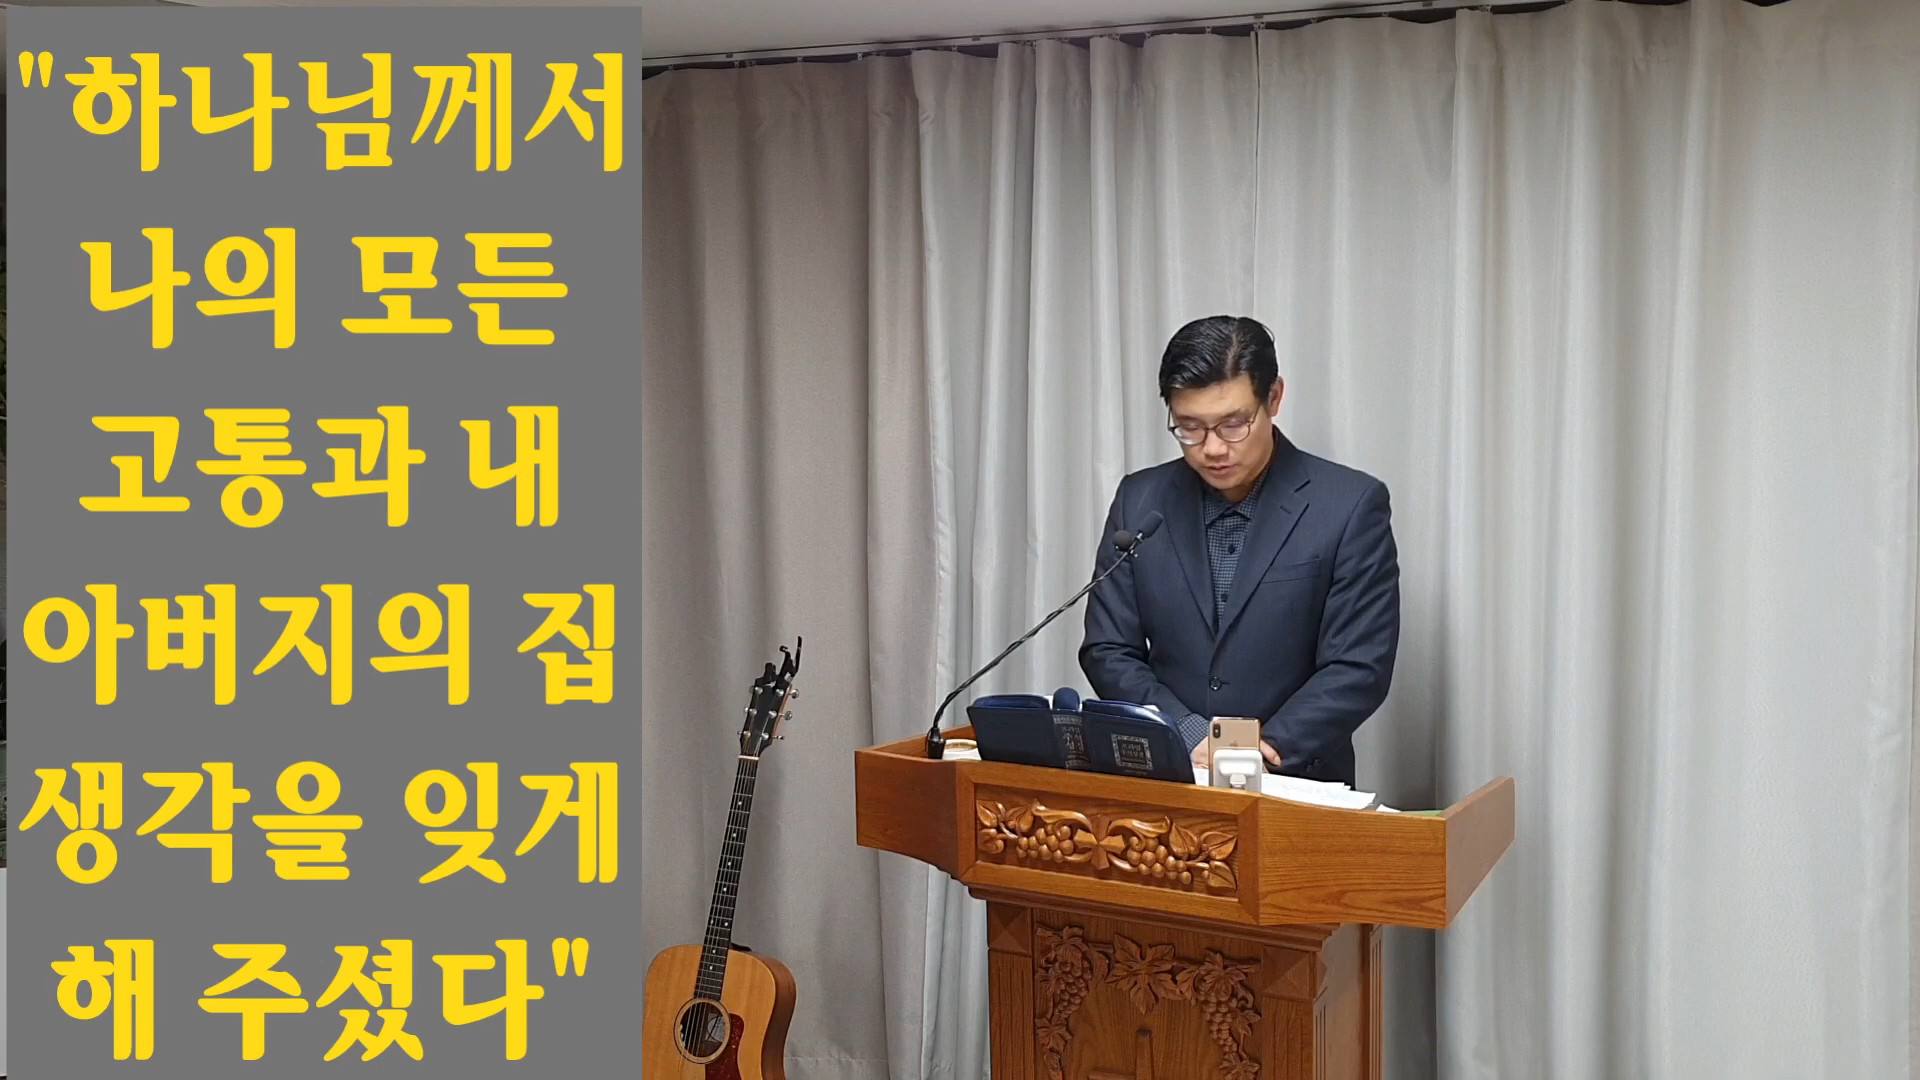 "하나님께서
나의 모든
고통과 내
아버지의 집
생각을 잊게
해 주셨다"